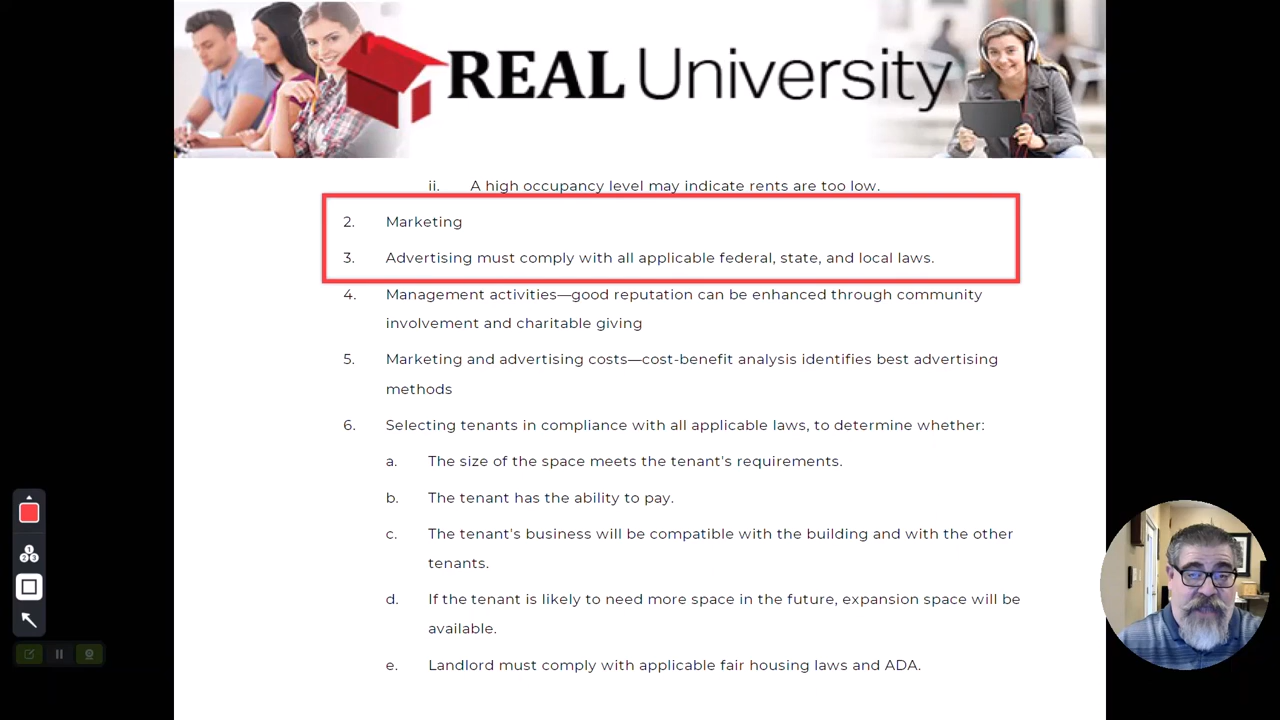 REAL University
ii. A high occupancy level may indicate rents are too low.
2. Marketing
3. Advertising must comply with all applicable federal, state, and local laws.
4. Management activities—good reputation can be enhanced through community
involvement and charitable giving
5. Marketing and advertising costs—cost-benefit analysis identifies best advertising
methods
6. Selecting tenants in compliance with all applicable laws, to determine whether:
a. The size of the space meets the tenant's requirements.
b. The tenant has the ability to pay.
c. The tenant's business will be compatible with the building and with the other
tenants.
d. If the tenant is likely to need more space in the future, expansion space will be
available.
e. Landlord must comply with applicable fair housing laws and ADA.